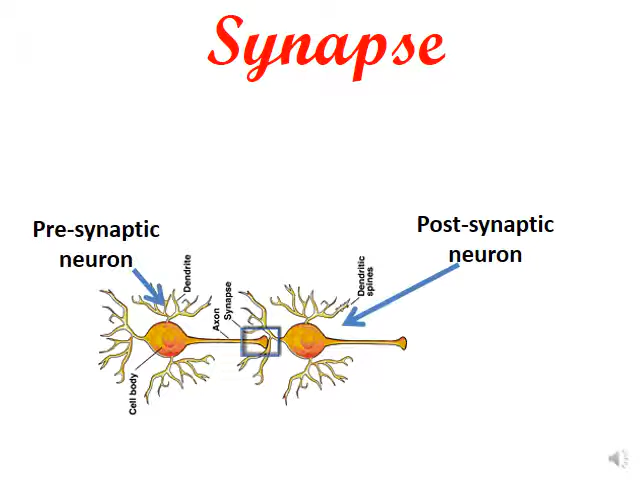 Synapse
Pre-synaptic
neuron
Post-synaptic
neuron
Dendrite
Dendritic
spines
Synapse
Axon
Cell body